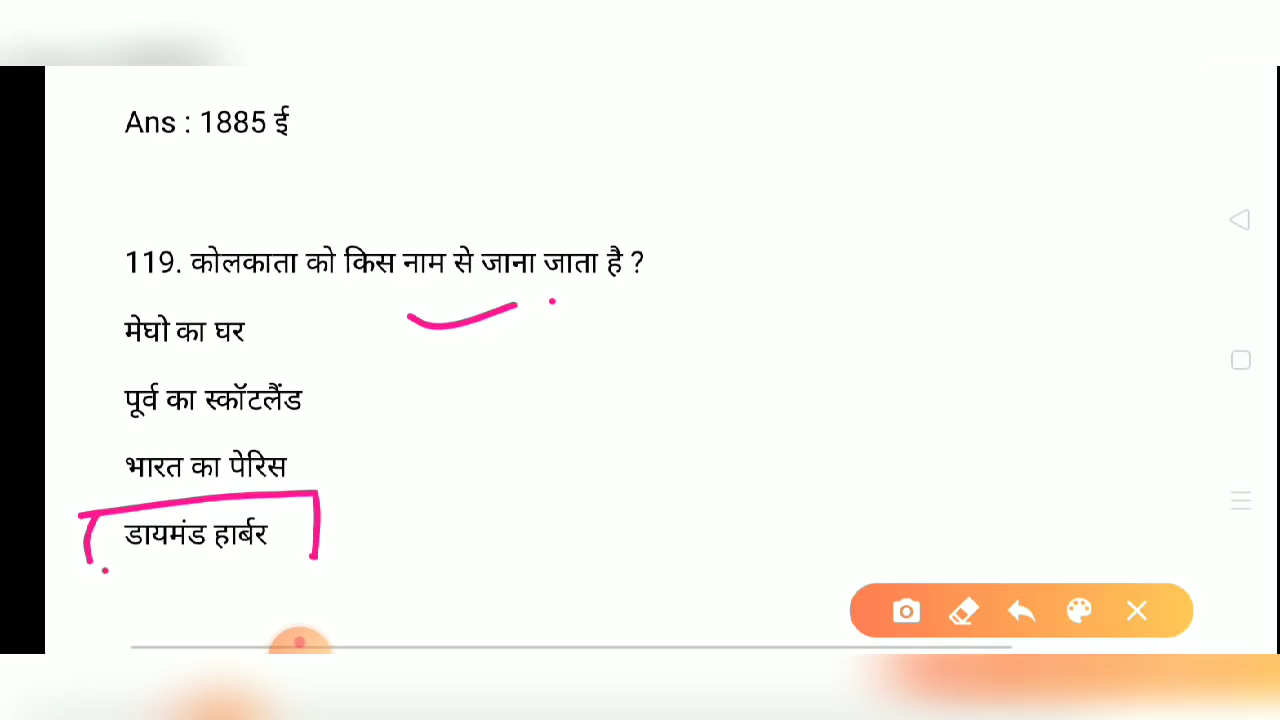 Ans : 1885 ई
119. कोलकाता को किस नाम से जाना जाता है ?
मेघो का घर
पूर्व का स्कॉटलैंड
भारत का पेरिस
डायमंड हार्बर